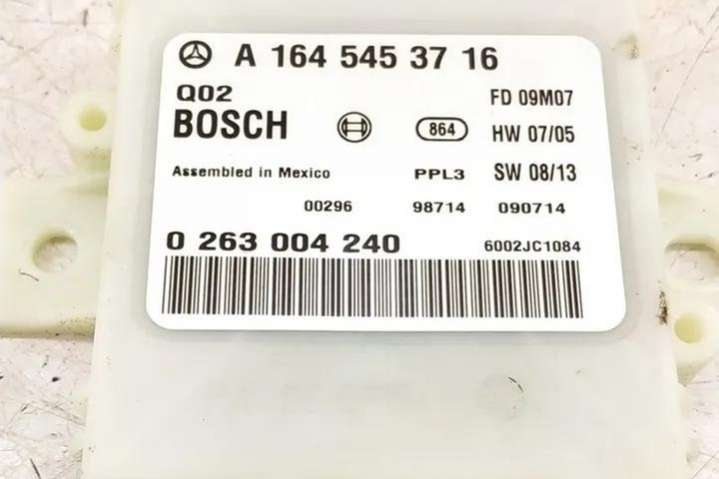 A 164 545 37 16
Q02
FD 09M07
BOSCH
864
HW 07/05
Assembled in Mexico
PPL3
SW 08/13
00296
98714
090714
0 263 004 240
6002JC1084